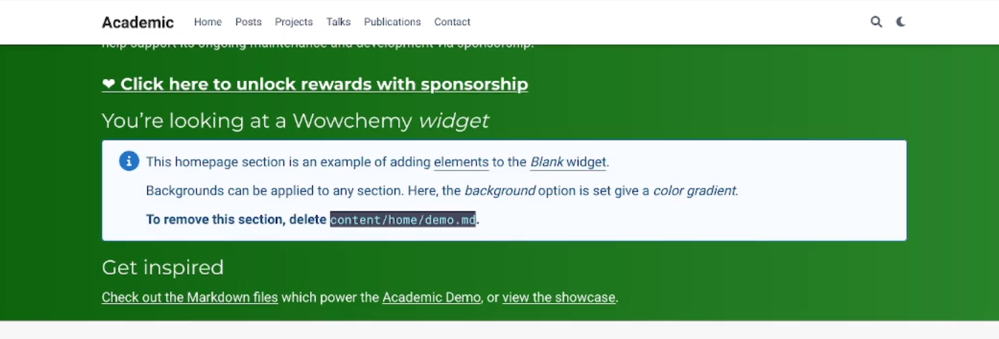 Academic Home Posts Projects Talks Publications Contact
help support its ongoing maintenance and development via sponsorship.
❤ Click here to unlock rewards with sponsorship
You’re looking at a Wowchemy widget
This homepage section is an example of adding elements to the Blank widget.
Backgrounds can be applied to any section. Here, the background option is set give a color gradient.
To remove this section, delete content/home/demo.md.
Get inspired
Check out the Markdown files which power the Academic Demo, or view the showcase.